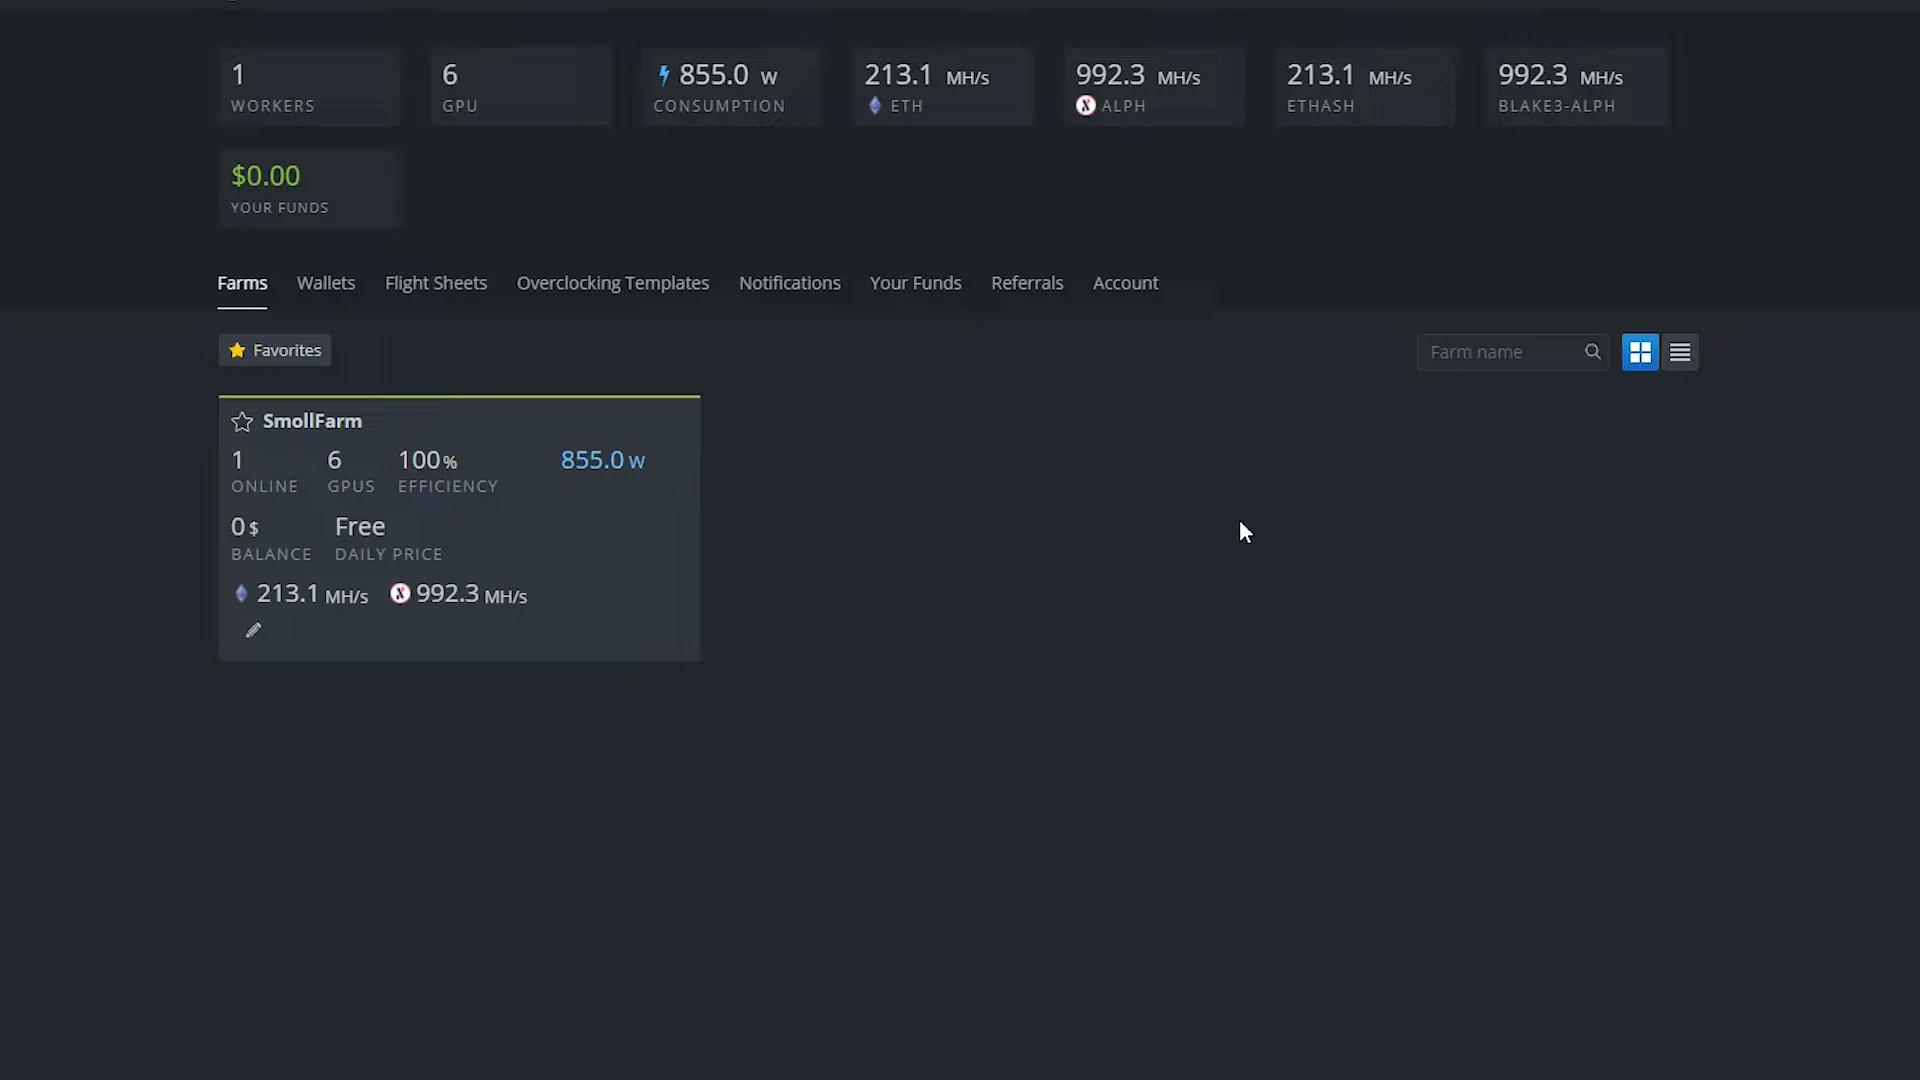 1
WORKERS
6
GPU
855.0 W
CONSUMPTION
213.1 MH/s
ETH
992.3 MH/s
ALPH
213.1 MH/s
ETHASH
992.3 MH/s
BLAKE3-ALPH
$0.00
YOUR FUNDS
Farms Wallets Flight Sheets Overclocking Templates Notifications Your Funds Referrals Account
Favorites
Farm name
SmollFarm
1 6 100% 855.0 W
ONLINE GPUS EFFICIENCY
0 $ Free
BALANCE DAILY PRICE
213.1 MH/s 992.3 MH/s